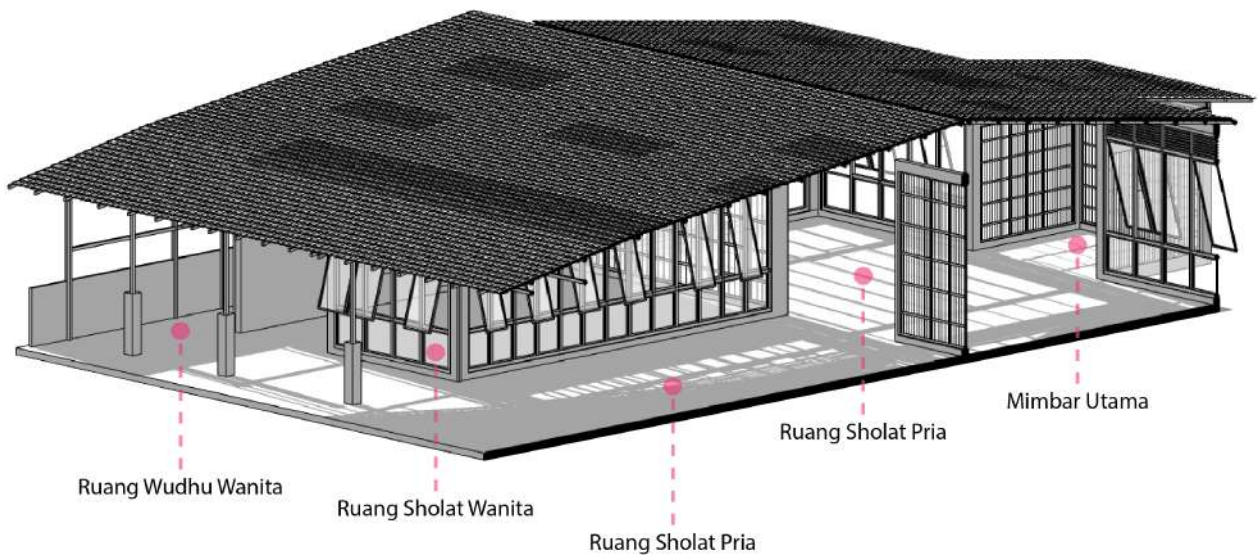 Ruang Wudhu Wanita
Ruang Sholat Wanita
Ruang Sholat Pria
Ruang Sholat Pria
Mimbar Utama